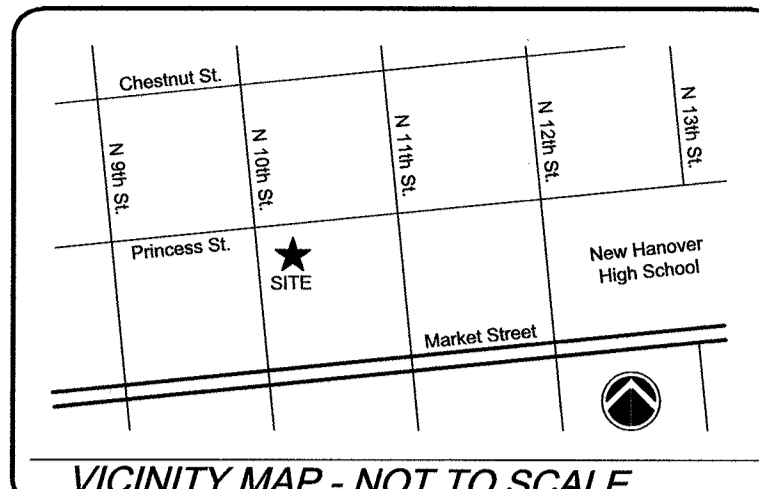 Chestnut St.
N 9th St.
N 10th St.
N 11th St.
N 12th St.
N 13th St.
Princess St.
SITE
New Hanover
High School
Market Street
VICINITY MAP - NOT TO SCALE